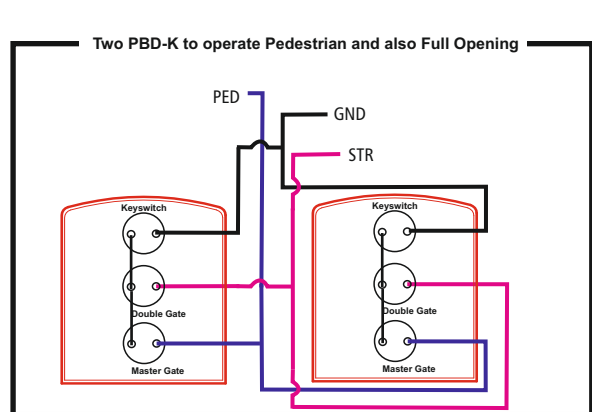 Two PBD-K to operate Pedestrian and also Full Opening
PED
GND
STR
Keyswitch
Double Gate
Master Gate
Keyswitch
Double Gate
Master Gate